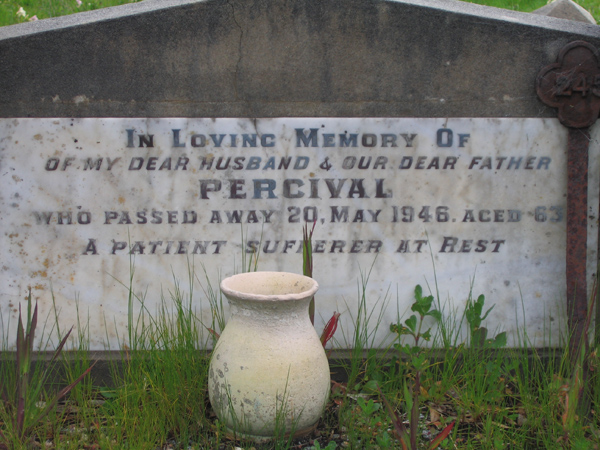 In Loving Memory Of
OF MY DEAR HUSBAND & OUR DEAR FATHER
PERCIVAL
WHO PASSED AWAY 20, MAY 1946. AGED 63
A PATIENT SUFFERER AT REST